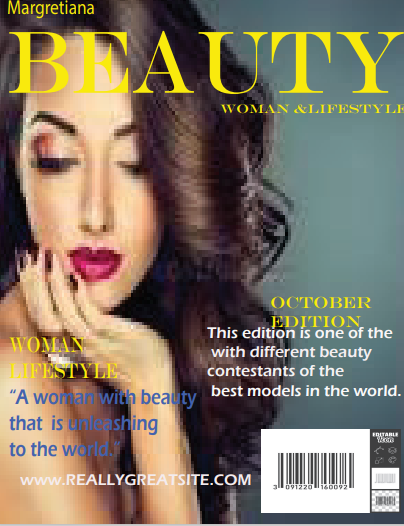 Margretiana
BEAUTY
WOMAN &LIFESTYLE
OCTOBER
EDITION
This edition is one of the
with different beauty
contestants of the
best models in the world.
WOMAN
LIFESTYLE
“A woman with beauty
that is unleashing
to the world.”
www.REALLYGREATSITE.COM
3 091220 160092
EDITABLE